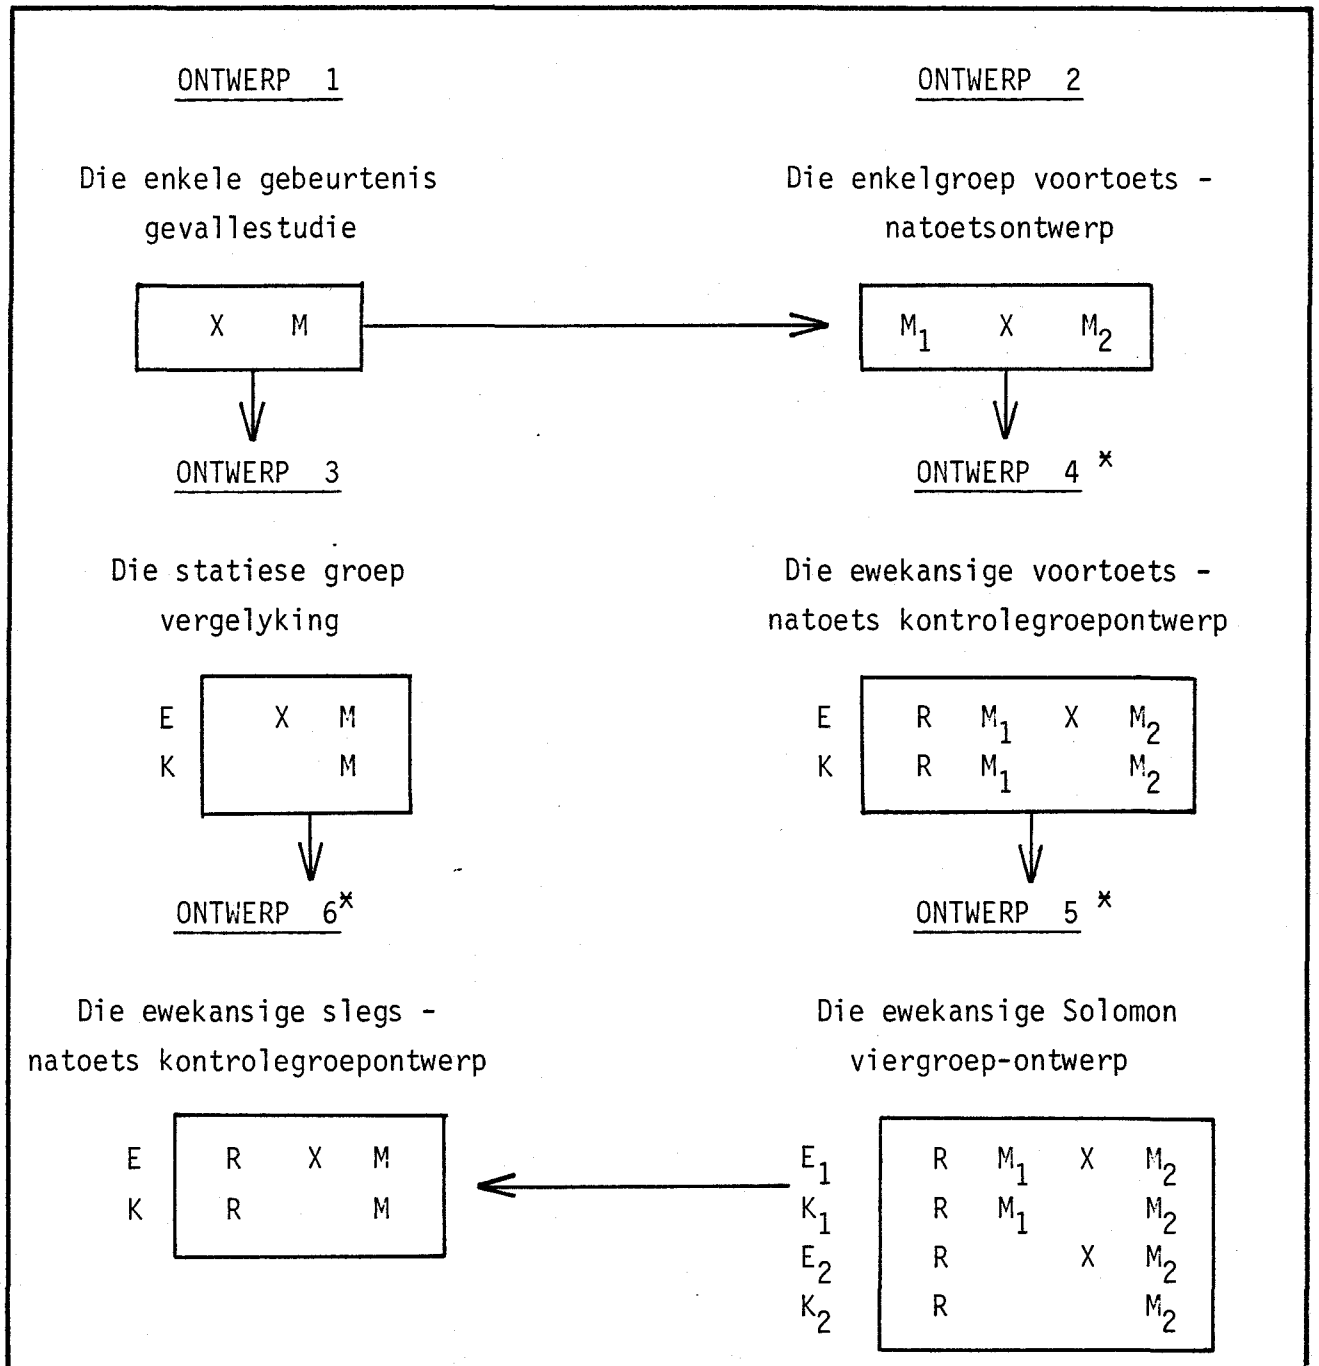 ONTWERP 1
Die enkele gebeurtenis
gevallestudie
X M
ONTWERP 2
Die enkelgroep voortoets -
natoetsontwerp
M₁ X M₂
ONTWERP 3
Die statiese groep
vergelyking
E X M
K M
ONTWERP 4 *
Die ewekansige voortoets -
natoets kontrolegroepontwerp
E R M₁ X M₂
K R M₁ M₂
ONTWERP 6*
Die ewekansige slegs -
natoets kontrolegroepontwerp
E R X M
K R M
ONTWERP 5 *
Die ewekansige Solomon
viergroep-ontwerp
E₁ R M₁ X M₂
K₁ R M₁ M₂
E₂ R X M₂
K₂ R M₂